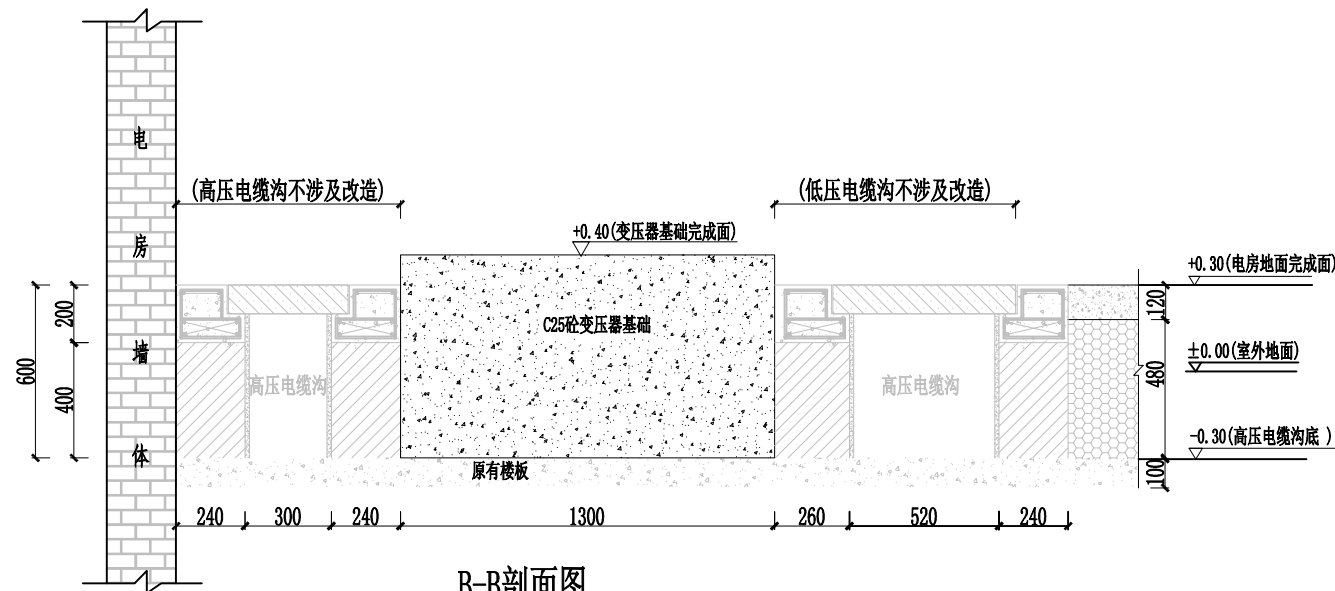 电房墙体
(高压电缆沟不涉及改造)
(低压电缆沟不涉及改造)
+0.40(变压器基础完成面)
+0.30(电房地面完成面)
C25砼变压器基础
±0.00(室外地面)
高压电缆沟
高压电缆沟
-0.30(高压电缆沟底 )
原有楼板
600
200
400
120
480
100
240
300
240
1300
260
520
240
B-B剖面图